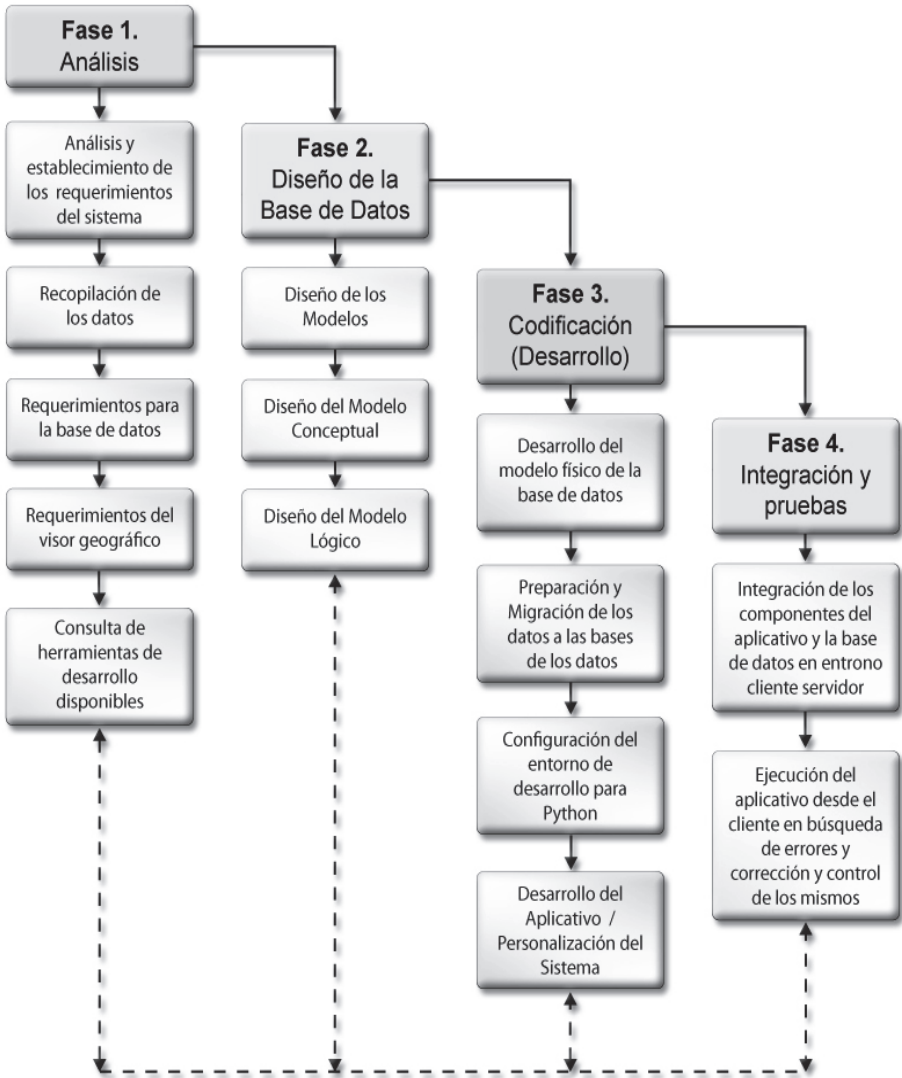 Fase 1.
Análisis
Análisis y
establecimiento de
los requerimientos
del sistema
Recopilación de
los datos
Requerimientos para
la base de datos
Requerimientos del
visor geográfico
Consulta de
herramientas de
desarrollo
disponibles
Fase 2.
Diseño de la
Base de Datos
Diseño de los
Modelos
Diseño del Modelo
Conceptual
Diseño del Modelo
Lógico
Fase 3.
Codificación
(Desarrollo)
Desarrollo del
modelo físico de la
base de datos
Preparación y
Migración de los
datos a las bases
de los datos
Configuración del
entorno de
desarrollo para
Python
Desarrollo del
Aplicativo /
Personalización del
Sistema
Fase 4.
Integración y
pruebas
Integración de los
componentes del
aplicativo y la base
de datos en entrono
cliente servidor
Ejecución del
aplicativo desde el
cliente en búsqueda
de errores y
corrección y control
de los mismos